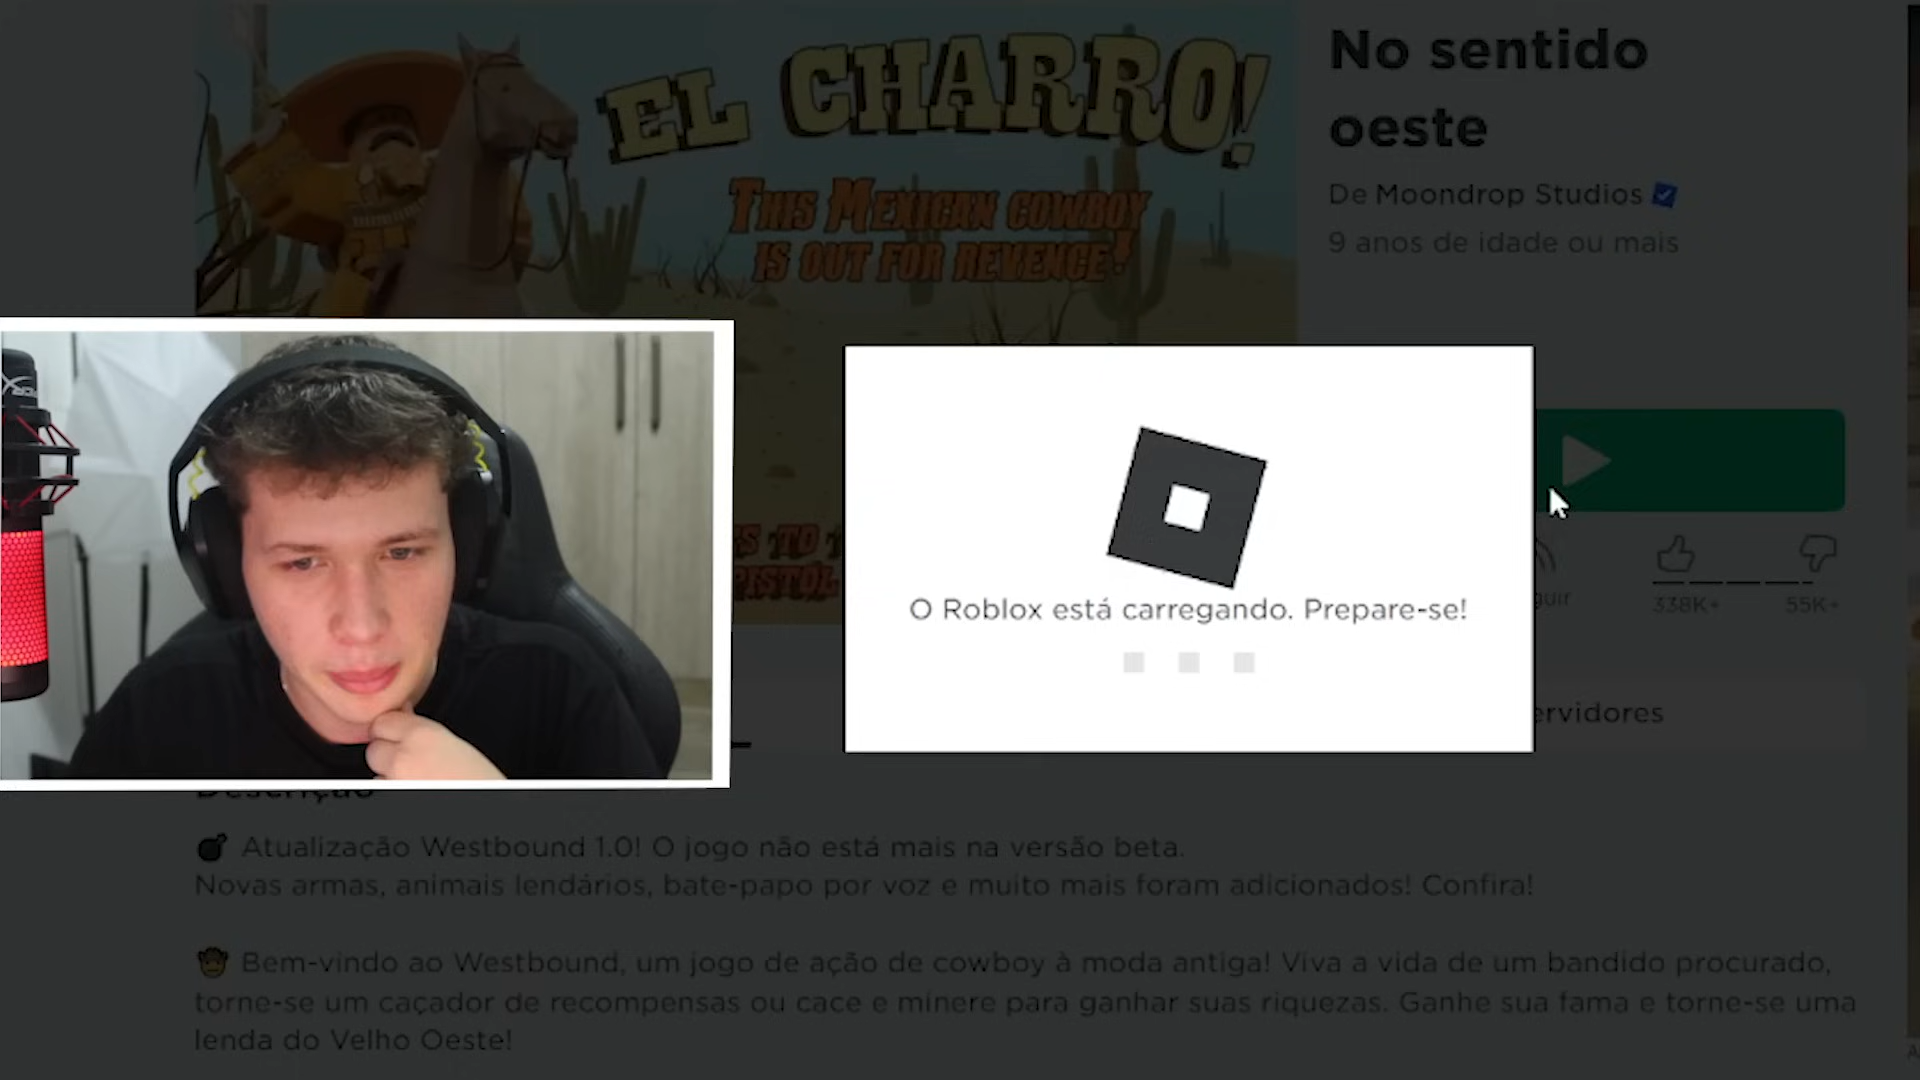 EL CHARRO!
THIS MEXICAN COWBOY
IS OUT FOR REVENGE!
No sentido
oeste
De Moondrop Studios
9 anos de idade ou mais
O Roblox está carregando. Prepare-se!
338K+
55K+
Descrição
💣 Atualização Westbound 1.0! O jogo não está mais na versão beta.
Novas armas, animais lendários, bate-papo por voz e muito mais foram adicionados! Confira!
🤠 Bem-vindo ao Westbound, um jogo de ação de cowboy à moda antiga! Viva a vida de um bandido procurado,
torne-se um caçador de recompensas ou cace e minere para ganhar suas riquezas. Ganhe sua fama e torne-se uma
lenda do Velho Oeste!